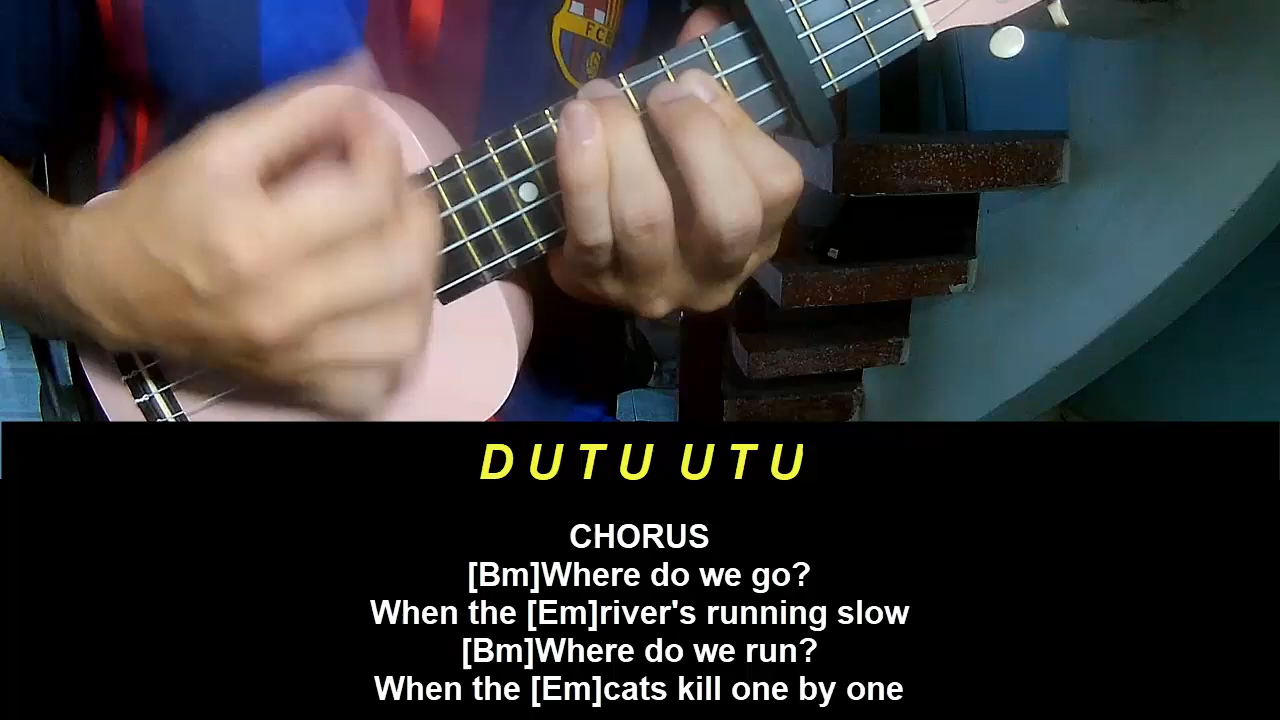 FCB
D U T U  U T U
CHORUS
[Bm]Where do we go?
When the [Em]river's running slow
[Bm]Where do we run?
When the [Em]cats kill one by one